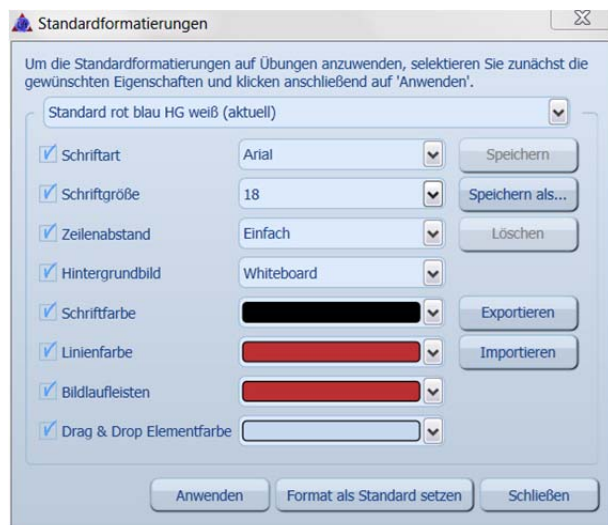 Standardformatierungen
Um die Standardformatierungen auf Übungen anzuwenden, selektieren Sie zunächst die
gewünschten Eigenschaften und klicken anschließend auf 'Anwenden'.
Standard rot blau HG weiß (aktuell)
Schriftart Arial Speichern
Schriftgröße 18 Speichern als...
Zeilenabstand Einfach Löschen
Hintergrundbild Whiteboard
Schriftfarbe Exportieren
Linienfarbe Importieren
Bildlaufleisten
Drag & Drop Elementfarbe
Anwenden Format als Standard setzen Schließen